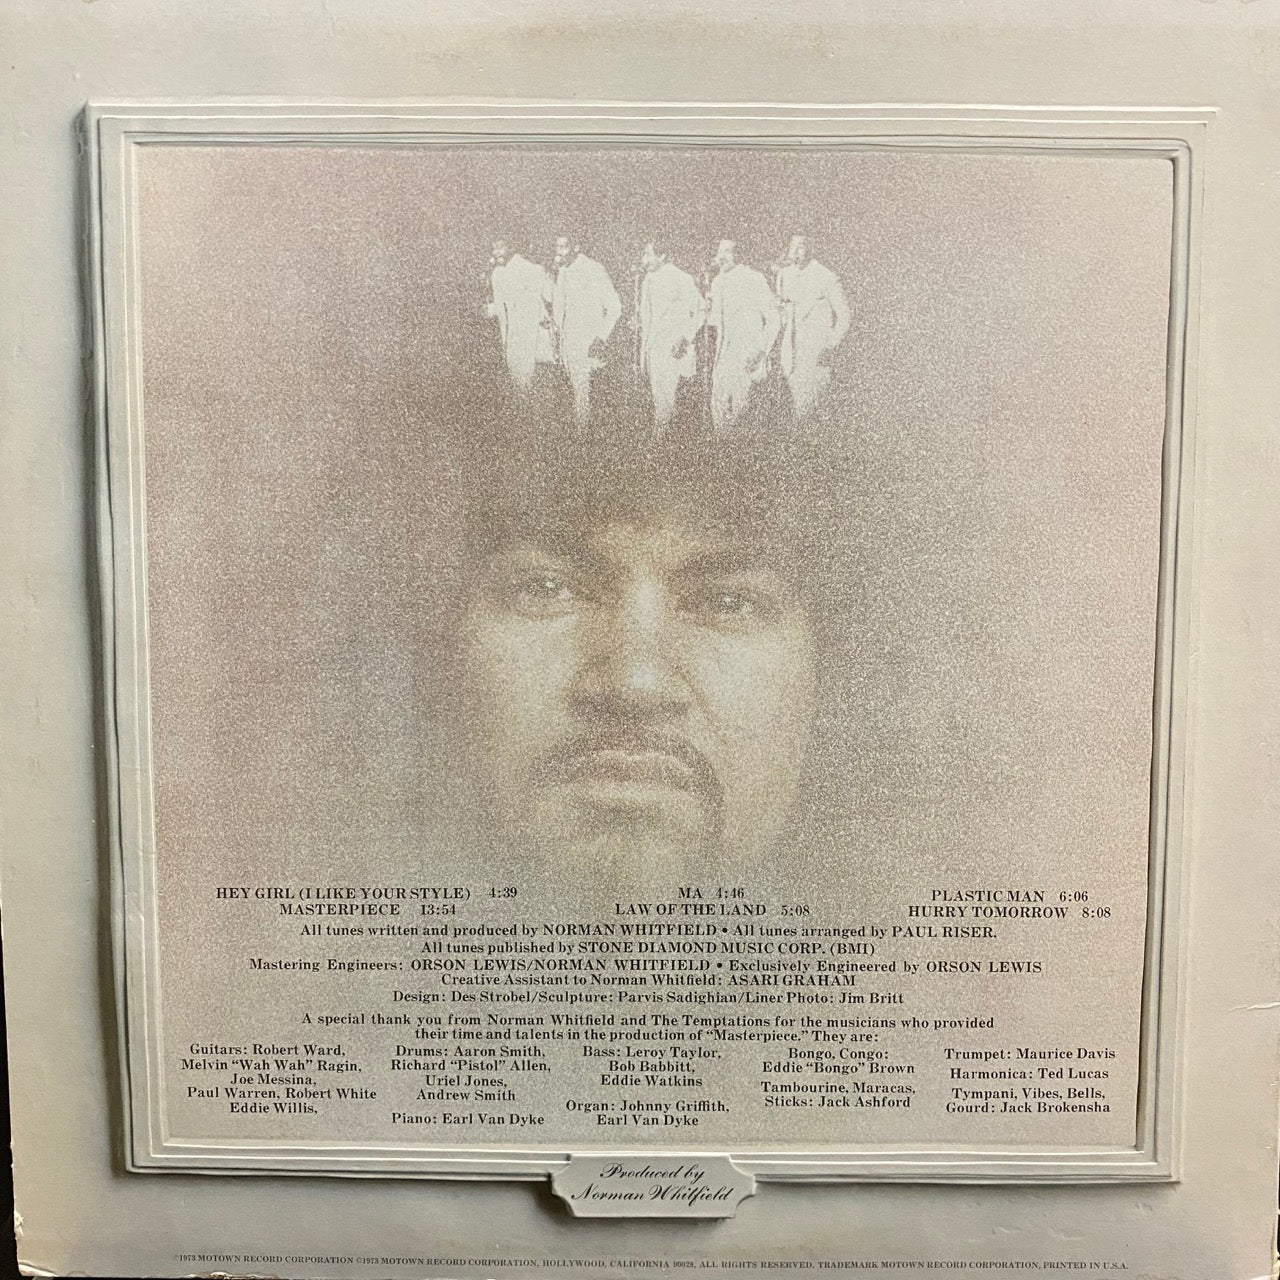 HEY GIRL (I LIKE YOUR STYLE) 4:39
MASTERPIECE 13:54
MA 4:46
LAW OF THE LAND 5:08
PLASTIC MAN 6:06
HURRY TOMORROW 8:08
All tunes written and produced by NORMAN WHITFIELD • All tunes arranged by PAUL RISER.
All tunes published by STONE DIAMOND MUSIC CORP. (BMI)
Mastering Engineers: ORSON LEWIS/NORMAN WHITFIELD • Exclusively Engineered by ORSON LEWIS
Creative Assistant to Norman Whitfield: ASARI GRAHAM
Design: Des Strobel/Sculpture: Parvis Sadighian/Liner Photo: Jim Britt
A special thank you from Norman Whitfield and The Temptations for the musicians who provided
their time and talents in the production of “Masterpiece.” They are:
Guitars: Robert Ward,
Melvin “Wah Wah” Ragin,
Joe Messina,
Paul Warren, Robert White
Eddie Willis,
Drums: Aaron Smith,
Richard “Pistol” Allen,
Uriel Jones,
Andrew Smith
Piano: Earl Van Dyke
Bass: Leroy Taylor,
Bob Babbitt,
Eddie Watkins
Organ: Johnny Griffith,
Earl Van Dyke
Bongo, Congo:
Eddie “Bongo” Brown
Tambourine, Maracas,
Sticks: Jack Ashford
Trumpet: Maurice Davis
Harmonica: Ted Lucas
Tympani, Vibes, Bells,
Gourd: Jack Brokensha
Produced by
Norman Whitfield
©1973 MOTOWN RECORD CORPORATION ℗1973 MOTOWN RECORD CORPORATION, HOLLYWOOD, CALIFORNIA 90028, ALL RIGHTS RESERVED. TRADEMARK MOTOWN RECORD CORPORATION, PRINTED IN U.S.A.